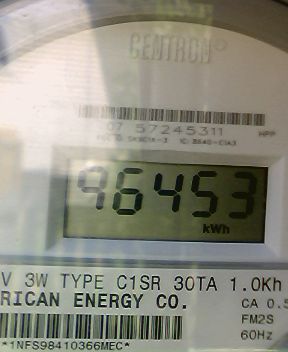 CENTRON®
07 57245311
HPP
96453
kWh
V 3W TYPE C1SR 30TA 1.0Kh
RICAN ENERGY CO. CA 0.5
FM2S
60HZ
*1NFS98410366MEC*